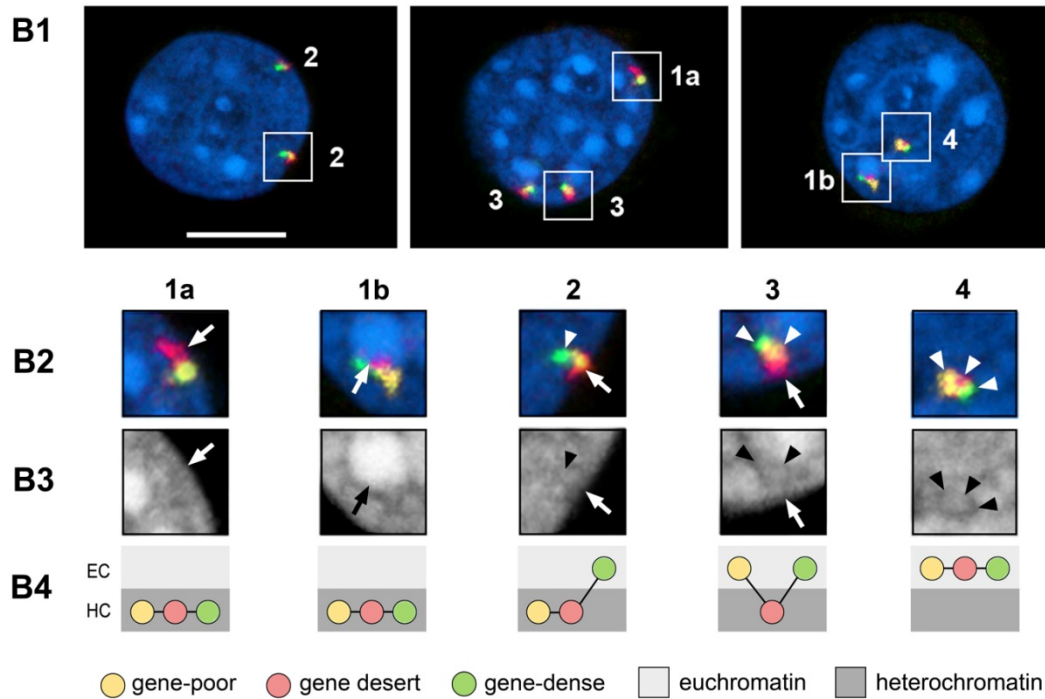 B1
2
2
1a
3
3
4
1b
1a 1b 2 3 4
B2
B3
B4
EC
HC
gene-poor gene desert gene-dense euchromatin heterochromatin